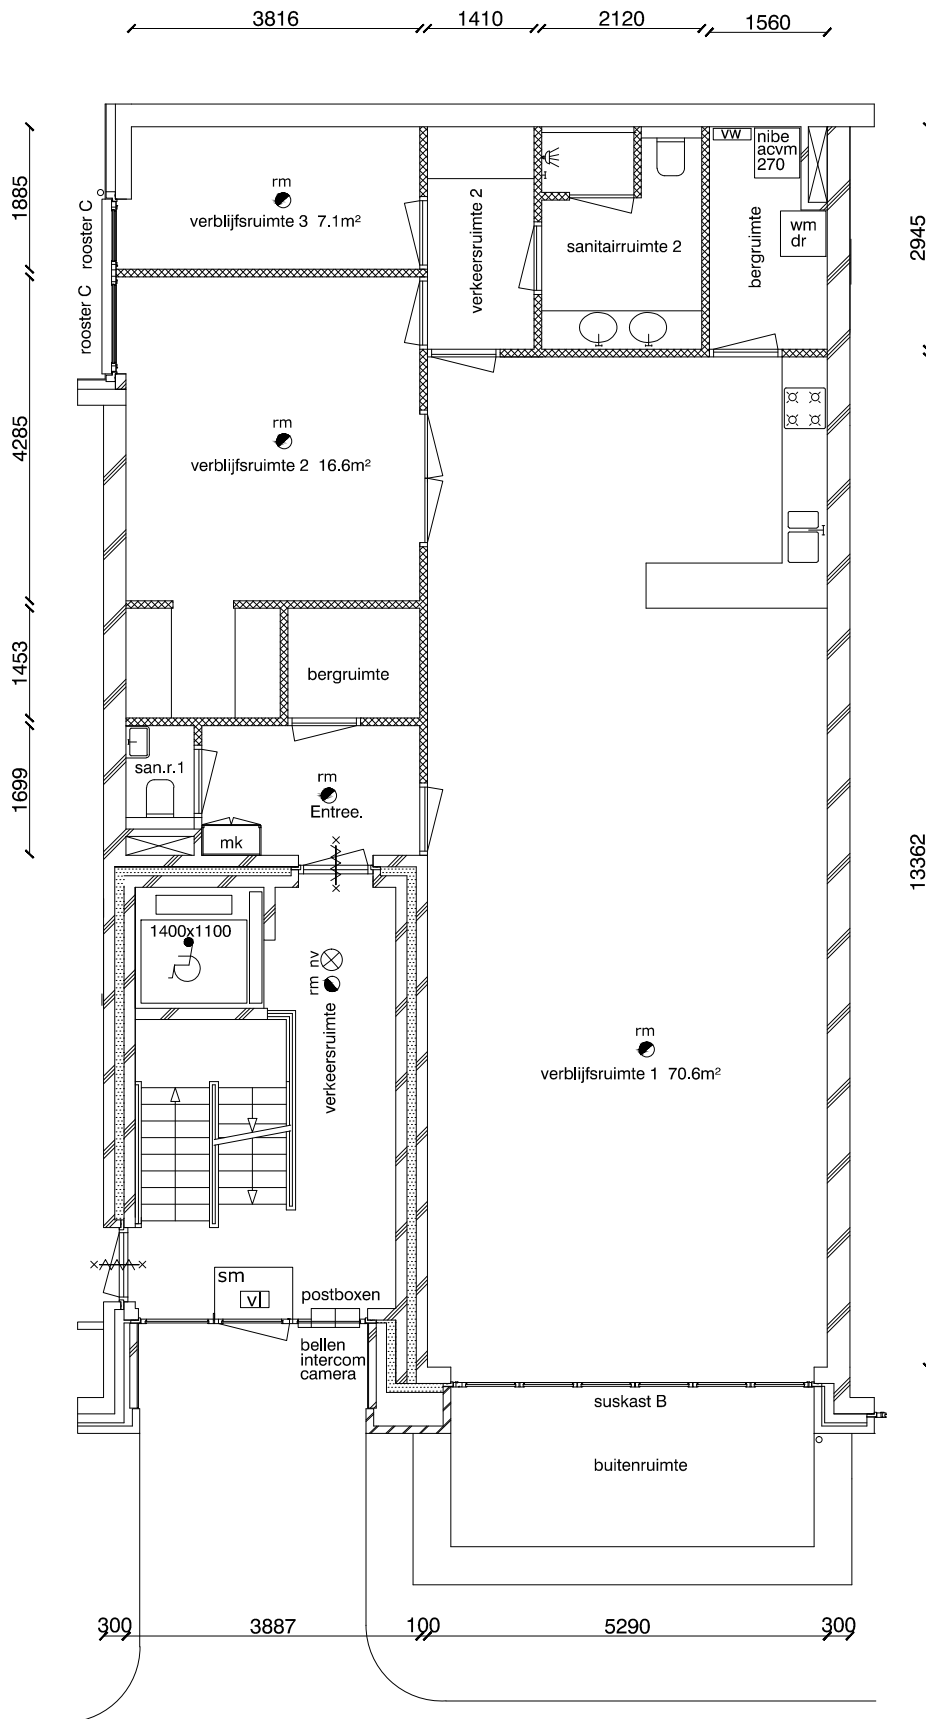 3816
1410
2120
1560
1885
4285
1453
1699
2945
13362
rooster C
rooster C
rm
verblijfsruimte 3 7.1m²
verkeersruimte 2
sanitairruimte 2
bergruimte
vw
nibe
acvm
270
wm
dr
rm
verblijfsruimte 2 16.6m²
bergruimte
san.r.1
rm
Entree.
mk
1400x1100
rm nv
verkeersruimte
rm
verblijfsruimte 1 70.6m²
sm
vl
postboxen
bellen
intercom
camera
suskast B
buitenruimte
300
3887
100
5290
300